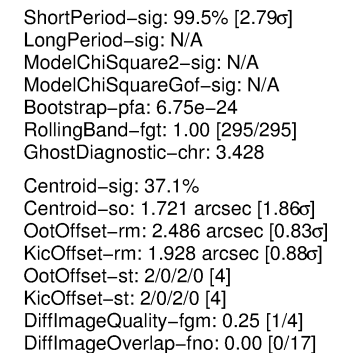 ShortPeriod−sig: 99.5% [2.79σ]
LongPeriod−sig: N/A
ModelChiSquare2−sig: N/A
ModelChiSquareGof−sig: N/A
Bootstrap−pfa: 6.75e−24
RollingBand−fgt: 1.00 [295/295]
GhostDiagnostic−chr: 3.428
Centroid−sig: 37.1%
Centroid−so: 1.721 arcsec [1.86σ]
OotOffset−rm: 2.486 arcsec [0.83σ]
KicOffset−rm: 1.928 arcsec [0.88σ]
OotOffset−st: 2/0/2/0 [4]
KicOffset−st: 2/0/2/0 [4]
DiffImageQuality−fgm: 0.25 [1/4]
DiffImageOverlap−fno: 0.00 [0/17]